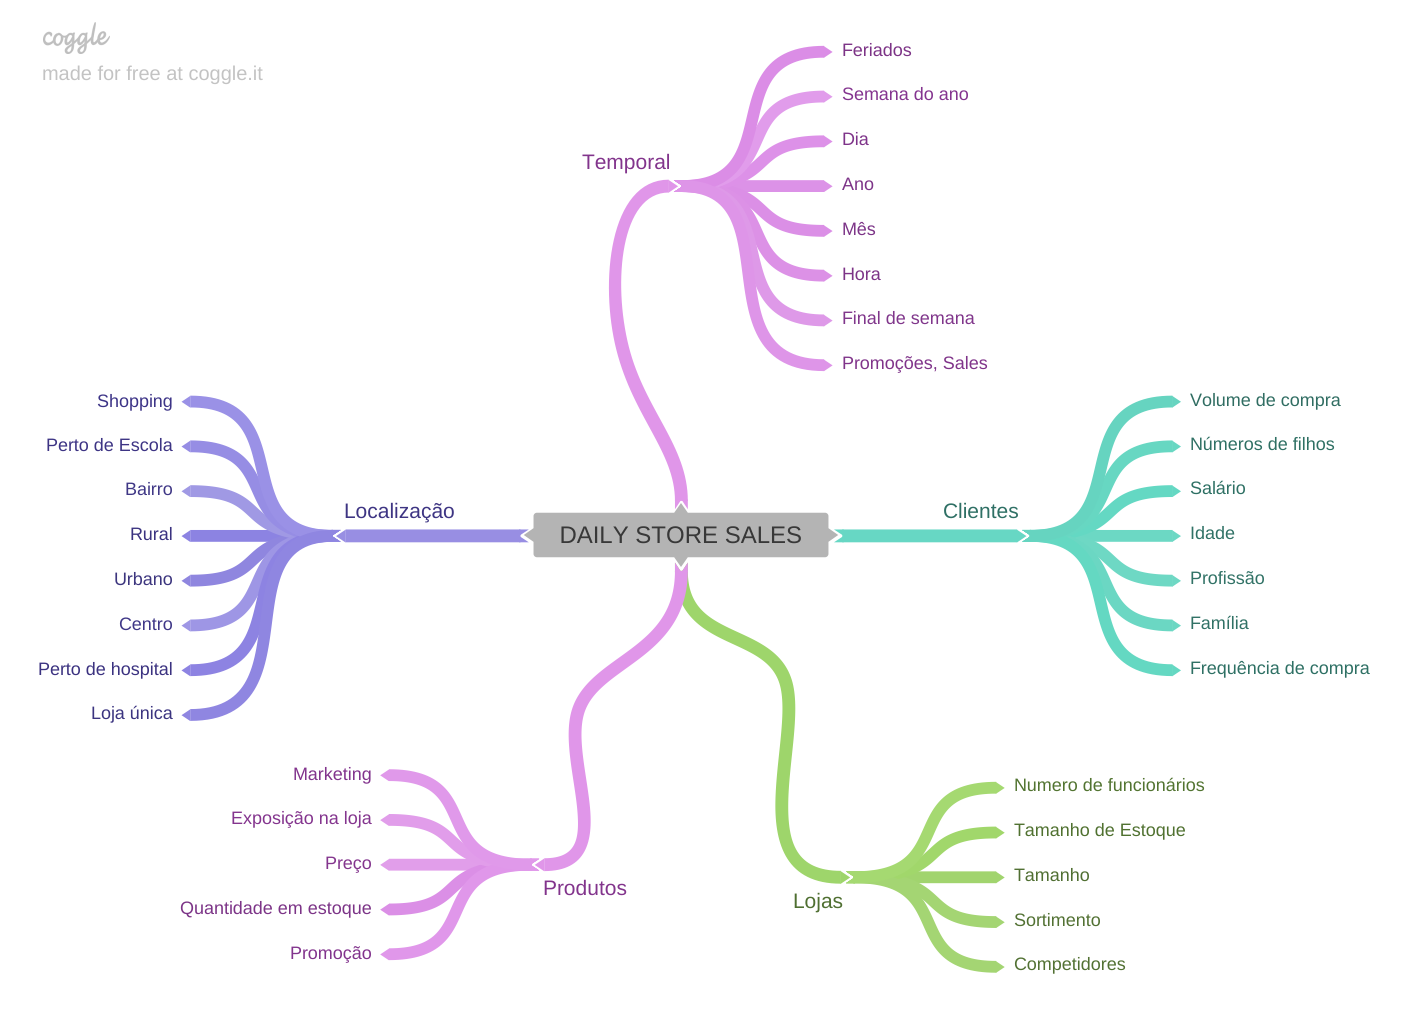 coggle
made for free at coggle.it
Temporal
Feriados
Semana do ano
Dia
Ano
Mês
Hora
Final de semana
Promoções, Sales
Localização
Shopping
Perto de Escola
Bairro
Rural
Urbano
Centro
Perto de hospital
Loja única
DAILY STORE SALES
Clientes
Volume de compra
Números de filhos
Salário
Idade
Profissão
Família
Frequência de compra
Produtos
Marketing
Exposição na loja
Preço
Quantidade em estoque
Promoção
Lojas
Numero de funcionários
Tamanho de Estoque
Tamanho
Sortimento
Competidores